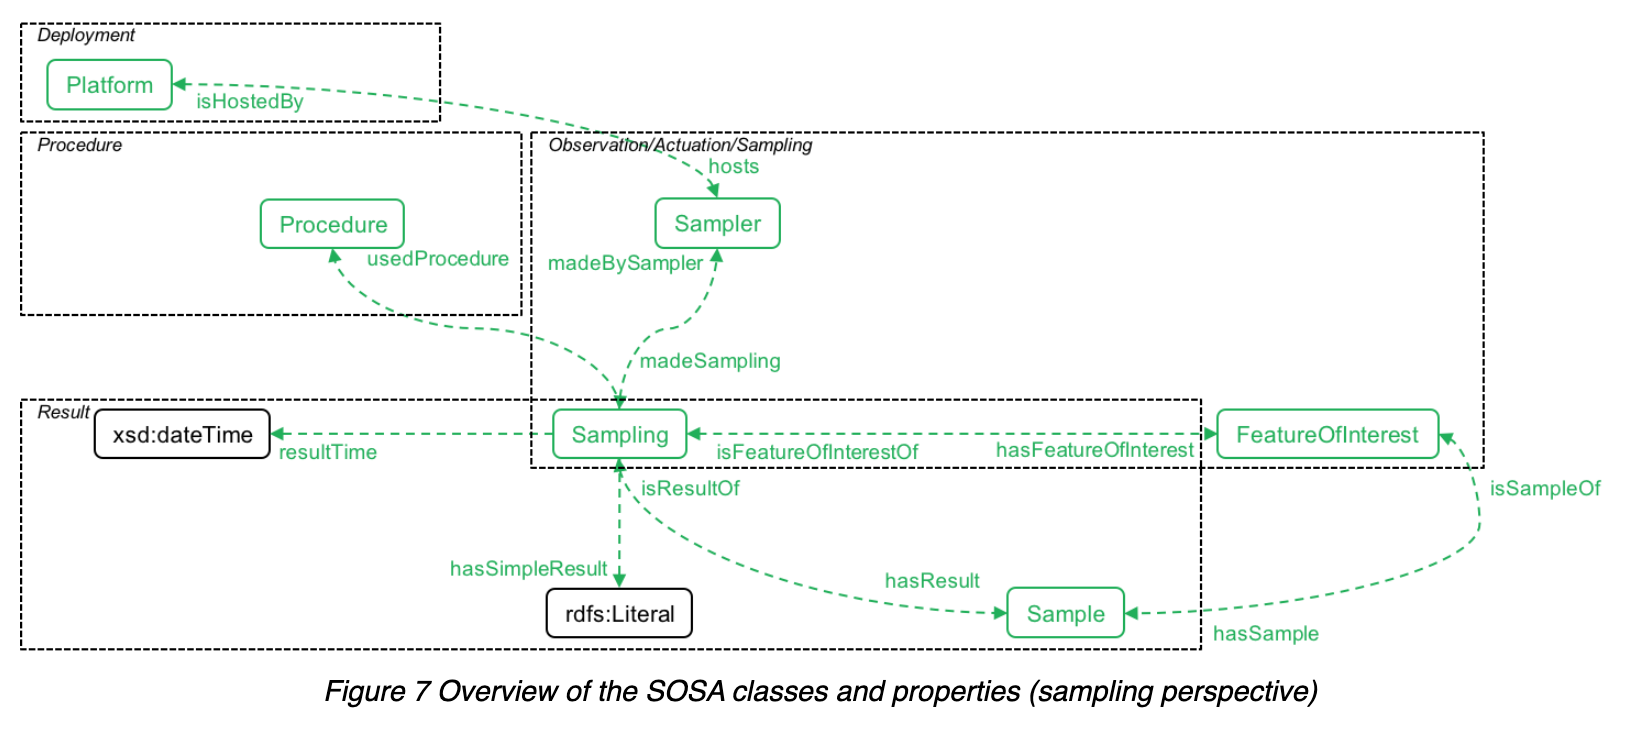 Deployment
Platform
isHostedBy
Procedure
Observation/Actuation/Sampling
hosts
Procedure
Sampler
usedProcedure
madeBySampler
madeSampling
Result
xsd:dateTime
Sampling
FeatureOfInterest
resultTime
isFeatureOfInterestOf
hasFeatureOfInterest
isResultOf
isSampleOf
hasSimpleResult
hasResult
rdfs:Literal
Sample
hasSample
Figure 7 Overview of the SOSA classes and properties (sampling perspective)